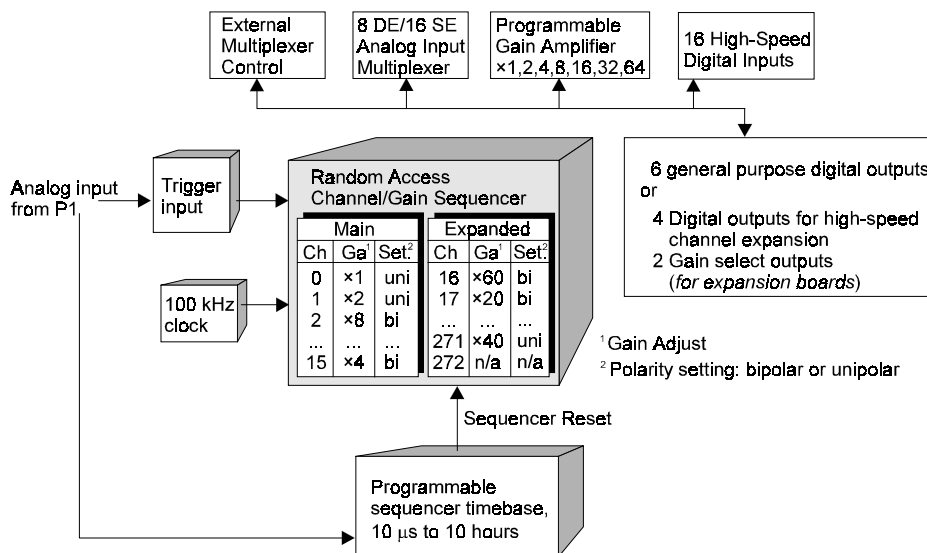 External
Multiplexer
Control
8 DE/16 SE
Analog Input
Multiplexer
Programmable
Gain Amplifier
×1,2,4,8,16,32,64
16 High-Speed
Digital Inputs
6 general purpose digital outputs
or
4 Digital outputs for high-speed
channel expansion
2 Gain select outputs
(for expansion boards)
Analog input
from P1
Trigger
input
100 kHz
clock
Random Access
Channel/Gain Sequencer
Main
Ch Ga¹ Set.²
0 ×1 uni
1 ×2 uni
2 ×8 bi
... ... ...
15 ×4 bi
Expanded
Ch Ga¹ Set.²
16 ×60 bi
17 ×20 bi
... ... ...
271 ×40 uni
272 n/a n/a
¹ Gain Adjust
² Polarity setting: bipolar or unipolar
Sequencer Reset
Programmable
sequencer timebase,
10 μs to 10 hours